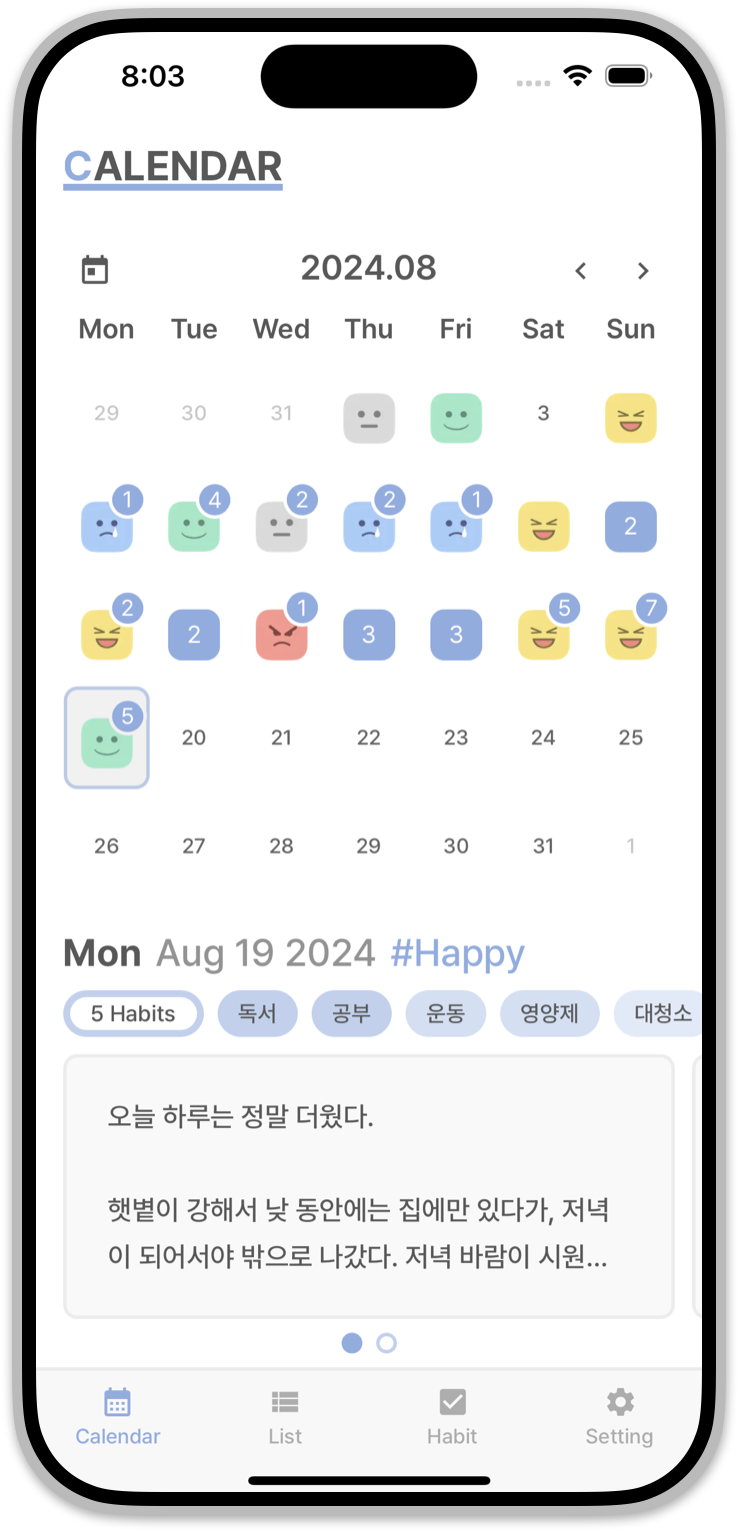 8:03
CALENDAR
2024.08
Mon Tue Wed Thu Fri Sat Sun
29 30 31 3
1 4 2 2 1 2
2 2 1 3 3 5 7
5 20 21 22 23 24 25
26 27 28 29 30 31 1
Mon Aug 19 2024 #Happy
5 Habits 독서 공부 운동 영양제 대청소
오늘 하루는 정말 더웠다.
햇볕이 강해서 낮 동안에는 집에만 있다가, 저녁
이 되어서야 밖으로 나갔다. 저녁 바람이 시원...
Calendar List Habit Setting